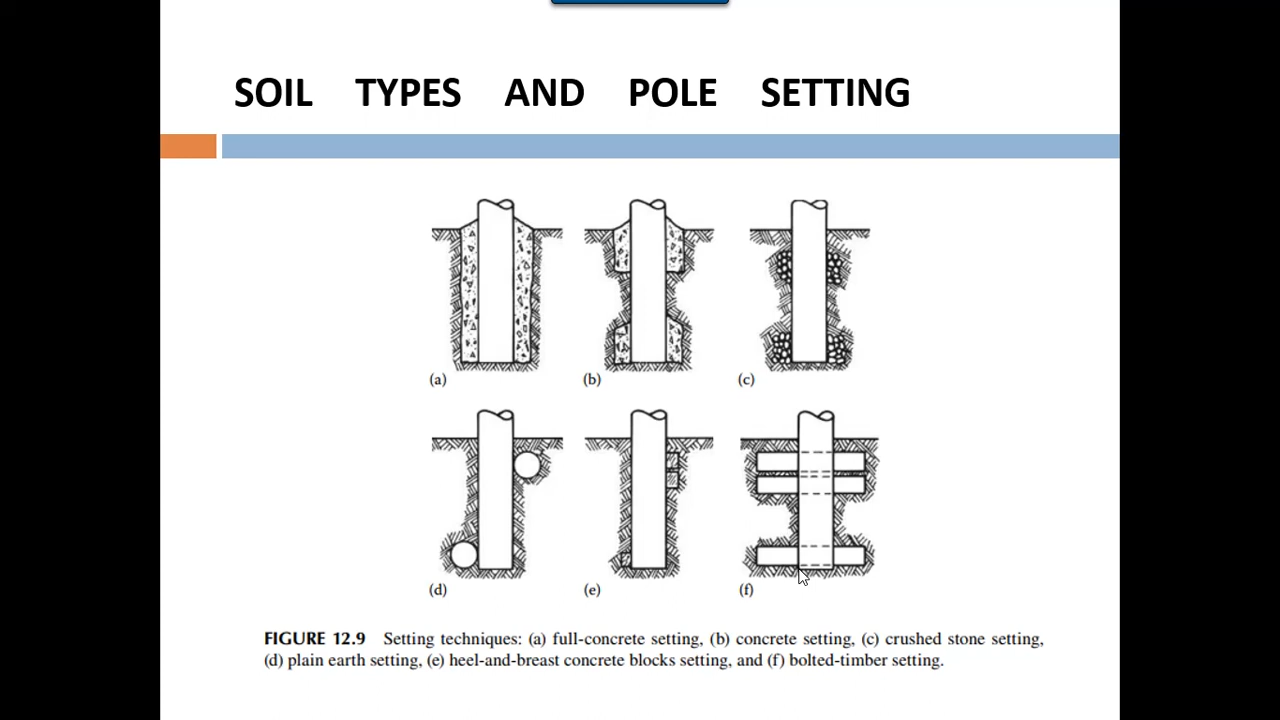 SOIL TYPES AND POLE SETTING
(a)
(b)
(c)
(d)
(e)
(f)
FIGURE 12.9 Setting techniques: (a) full-concrete setting, (b) concrete setting, (c) crushed stone setting,
(d) plain earth setting, (e) heel-and-breast concrete blocks setting, and (f) bolted-timber setting.